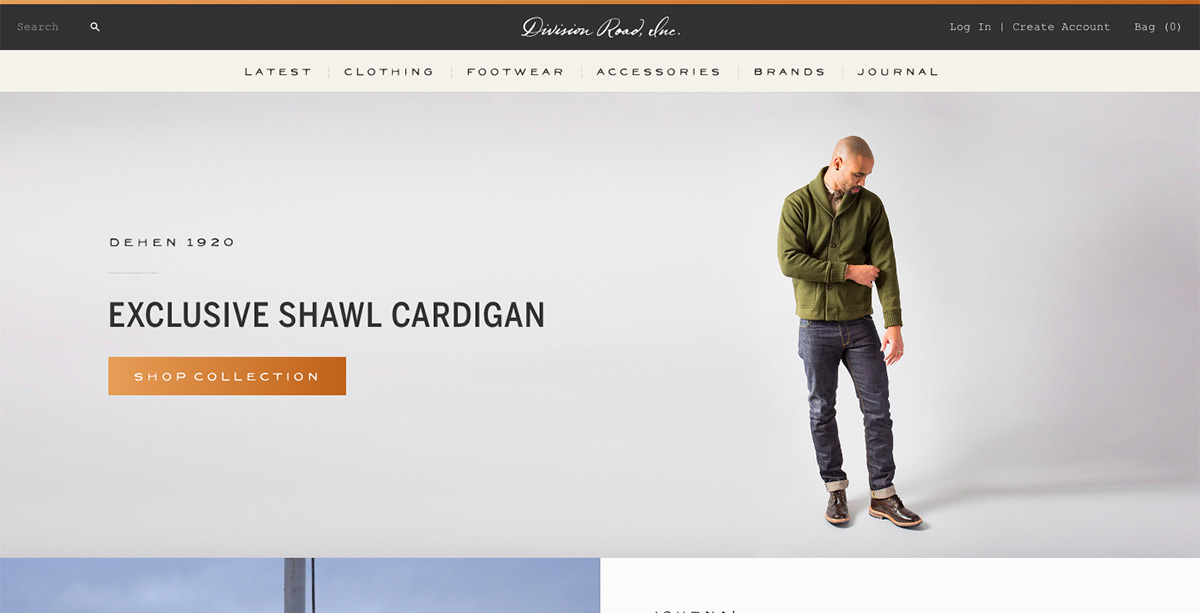 Search
Division Road, Inc.
Log In | Create Account
Bag (0)
LATEST
CLOTHING
FOOTWEAR
ACCESSORIES
BRANDS
JOURNAL
DEHEN 1920
EXCLUSIVE SHAWL CARDIGAN
SHOP COLLECTION
JOURNAL